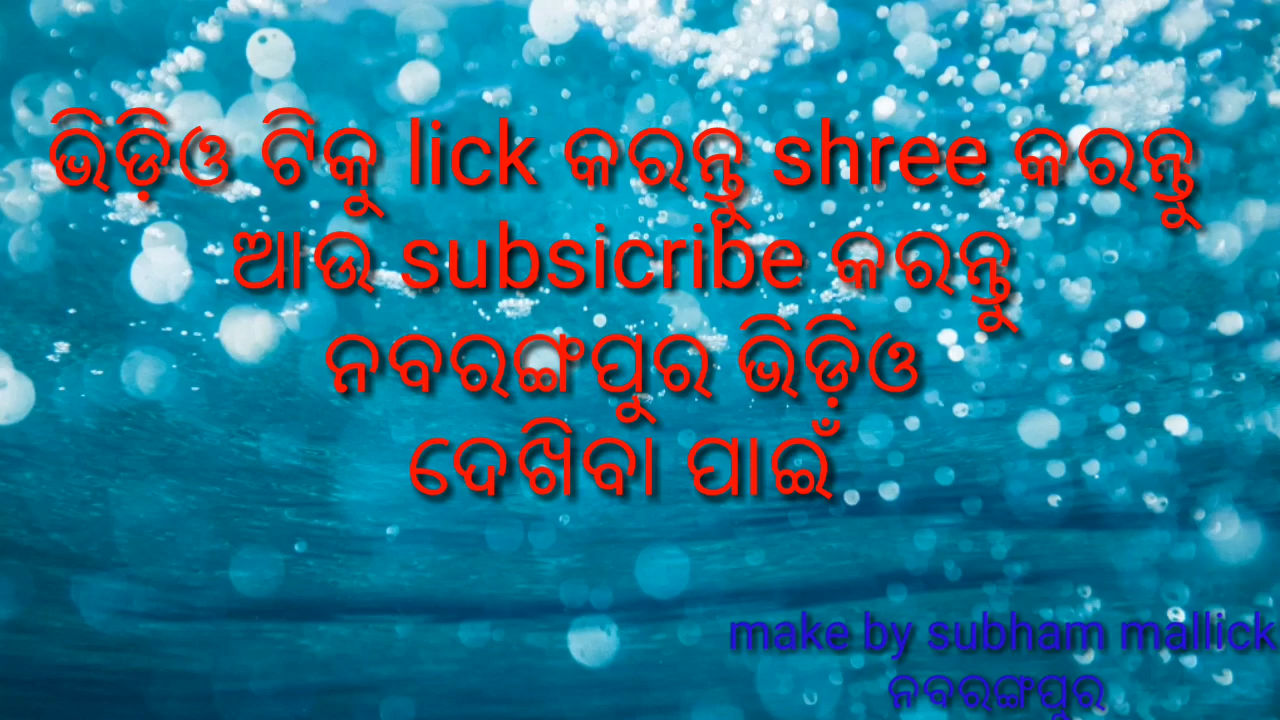 ଭିଡ଼ିଓ ଟିକୁ lick କରନ୍ତୁ shree କରନ୍ତୁ
ଆଉ subsicribe କରନ୍ତୁ
ନବରଙ୍ଗପୁର ଭିଡ଼ିଓ
ଦେଖିବା ପାଇଁ
make by subham mallick
ନବରଙ୍ଗପୁର